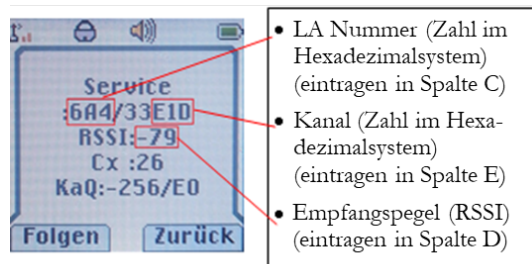 Service
:6A4/33E1D
RSSI:-79
Cx :26
KaQ:-256/E0
Folgen Zurück
• LA Nummer (Zahl im
Hexadezimalsystem)
(eintragen in Spalte C)
• Kanal (Zahl im Hexa-
dezimalsystem)
(eintragen in Spalte E)
• Empfangspegel (RSSI)
(eintragen in Spalte D)